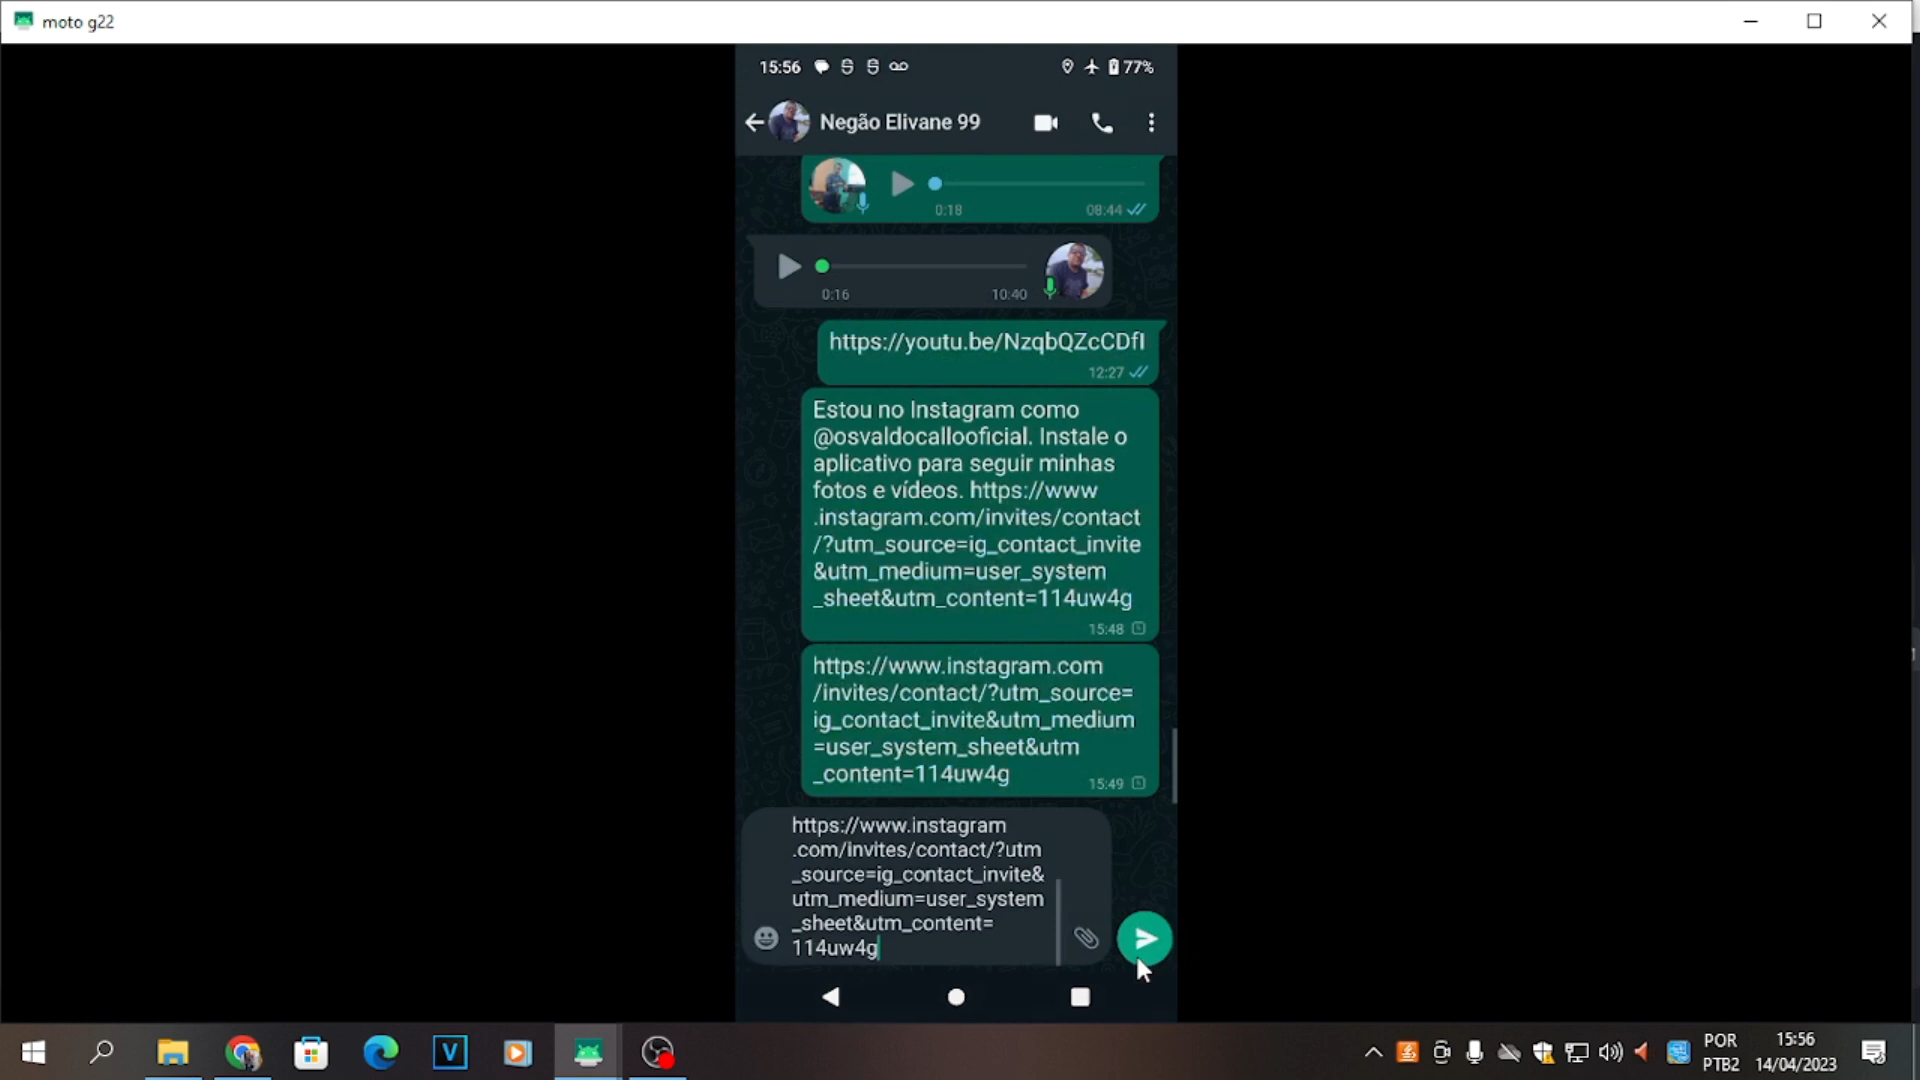 moto g22
15:56
77%
Negão Elivane 99
0:18
08:44
0:16
10:40
https://youtu.be/NzqbQZcCDfI
12:27
Estou no Instagram como
@osvaldocallooficial. Instale o
aplicativo para seguir minhas
fotos e vídeos. https://www
.instagram.com/invites/contact
/?utm_source=ig_contact_invite
&utm_medium=user_system
_sheet&utm_content=114uw4g
15:48
https://www.instagram.com
/invites/contact/?utm_source=
ig_contact_invite&utm_medium
=user_system_sheet&utm
_content=114uw4g
15:49
https://www.instagram
.com/invites/contact/?utm
_source=ig_contact_invite&
utm_medium=user_system
_sheet&utm_content=
114uw4g
V
POR
PTB2
15:56
14/04/2023